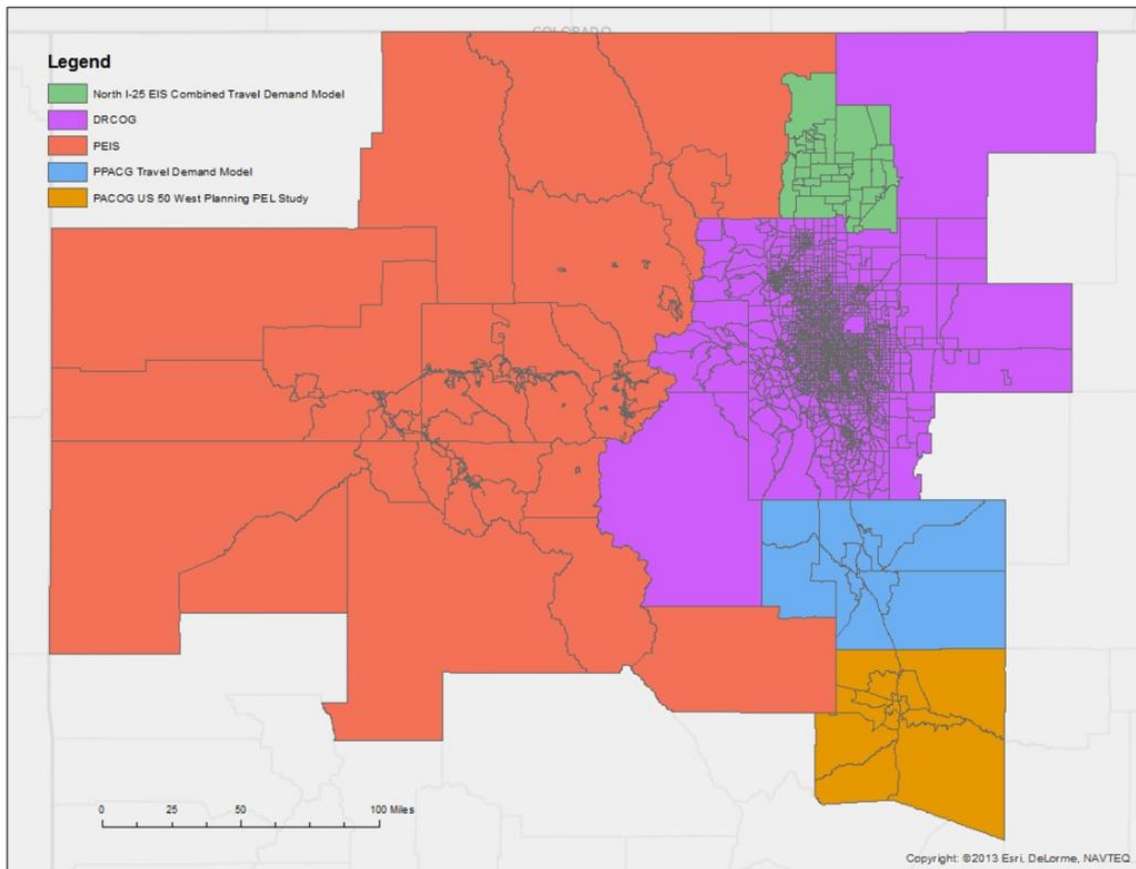 COLORADO
Legend
North I-25 EIS Combined Travel Demand Model
DRCOG
PEIS
PPACG Travel Demand Model
PACOG US 50 West Planning PEL Study
0 25 50 100 Miles
Copyright: ©2013 Esri, DeLorme, NAVTEQ